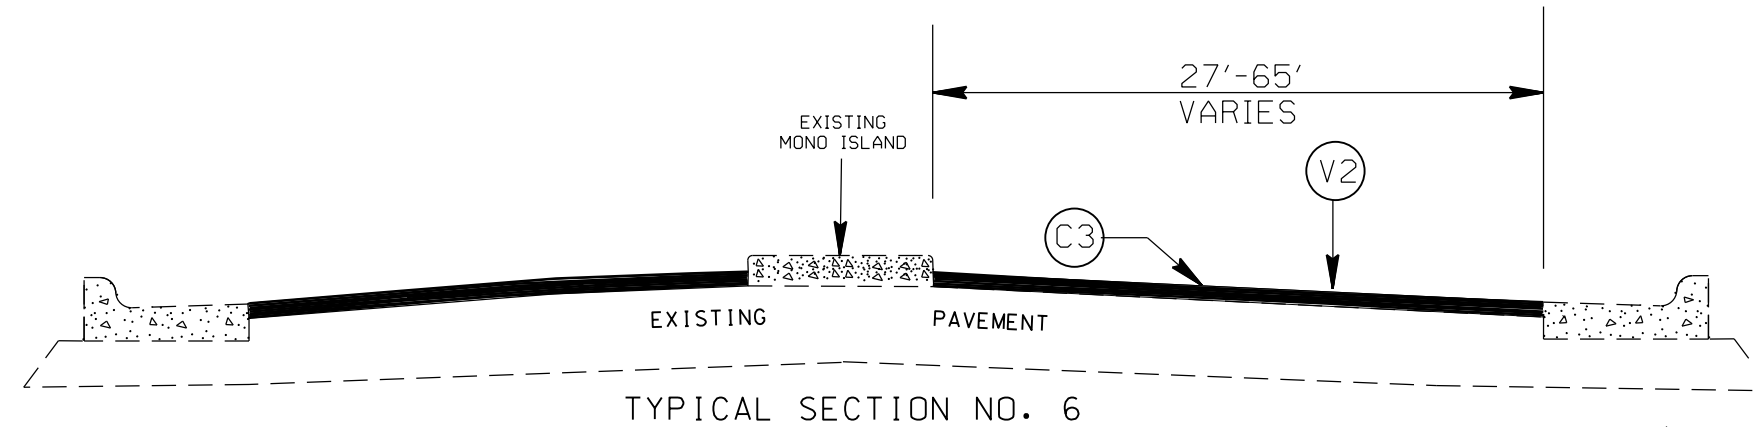 27'-65'
VARIES
EXISTING
MONO ISLAND
V2
C3
EXISTING PAVEMENT
TYPICAL SECTION NO. 6